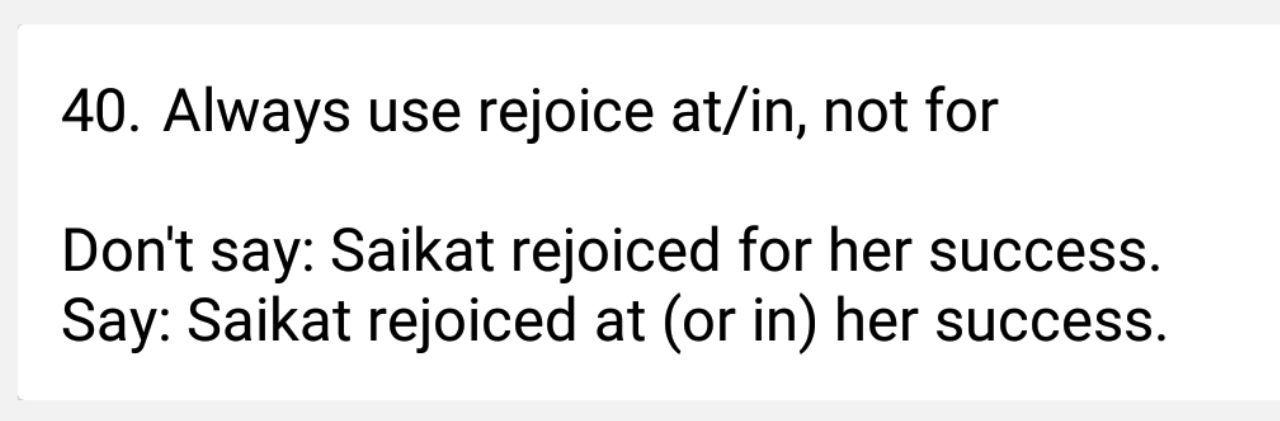 40. Always use rejoice at/in, not for
Don't say: Saikat rejoiced for her success.
Say: Saikat rejoiced at (or in) her success.